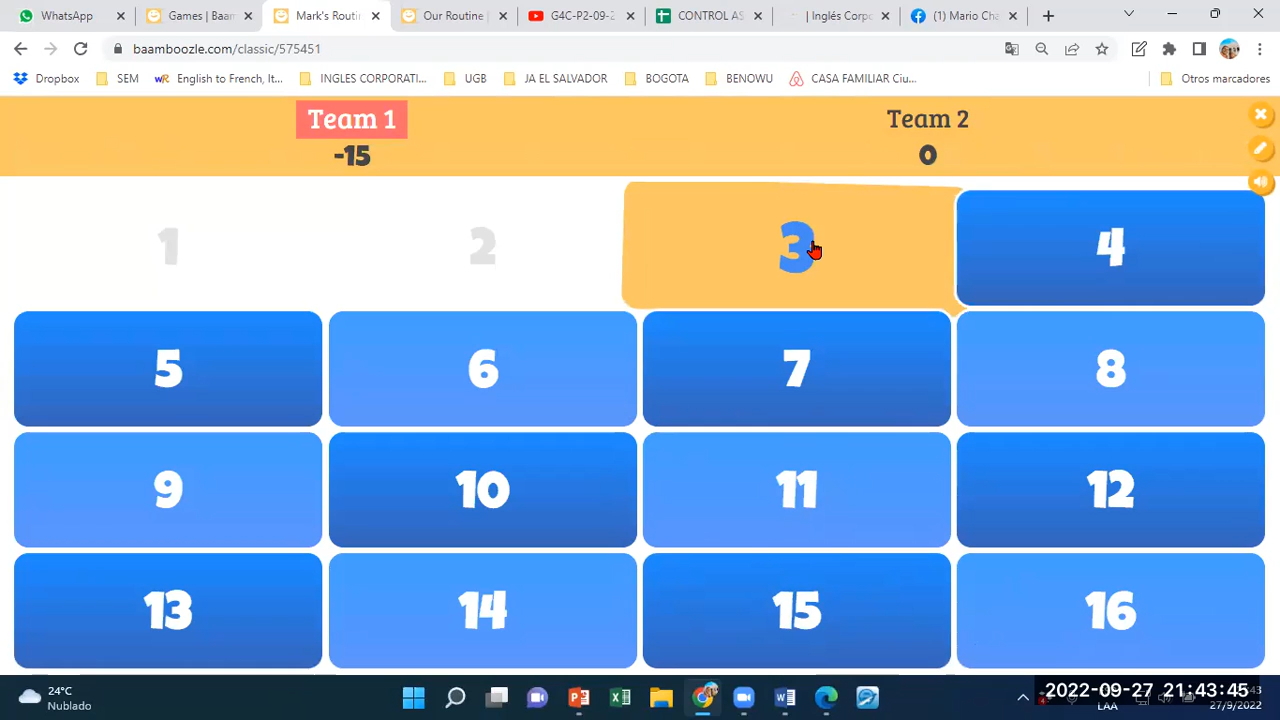 WhatsApp
Games | Baam
Mark's Routin
Our Routine |
G4C-P2-09-2
CONTROL AS
| Inglés Corpo
(1) Mario Cha
baamboozle.com/classic/575451
Dropbox
SEM
English to French, It...
INGLES CORPORATI...
UGB
JA EL SALVADOR
BOGOTA
BENOWU
CASA FAMILIAR Ciu...
Otros marcadores
Team 1
-15
Team 2
0
1
2
3
4
5
6
7
8
9
10
11
12
13
14
15
16
24°C
Nublado
2022-09-27 21:43:45
LAA
27/9/2022